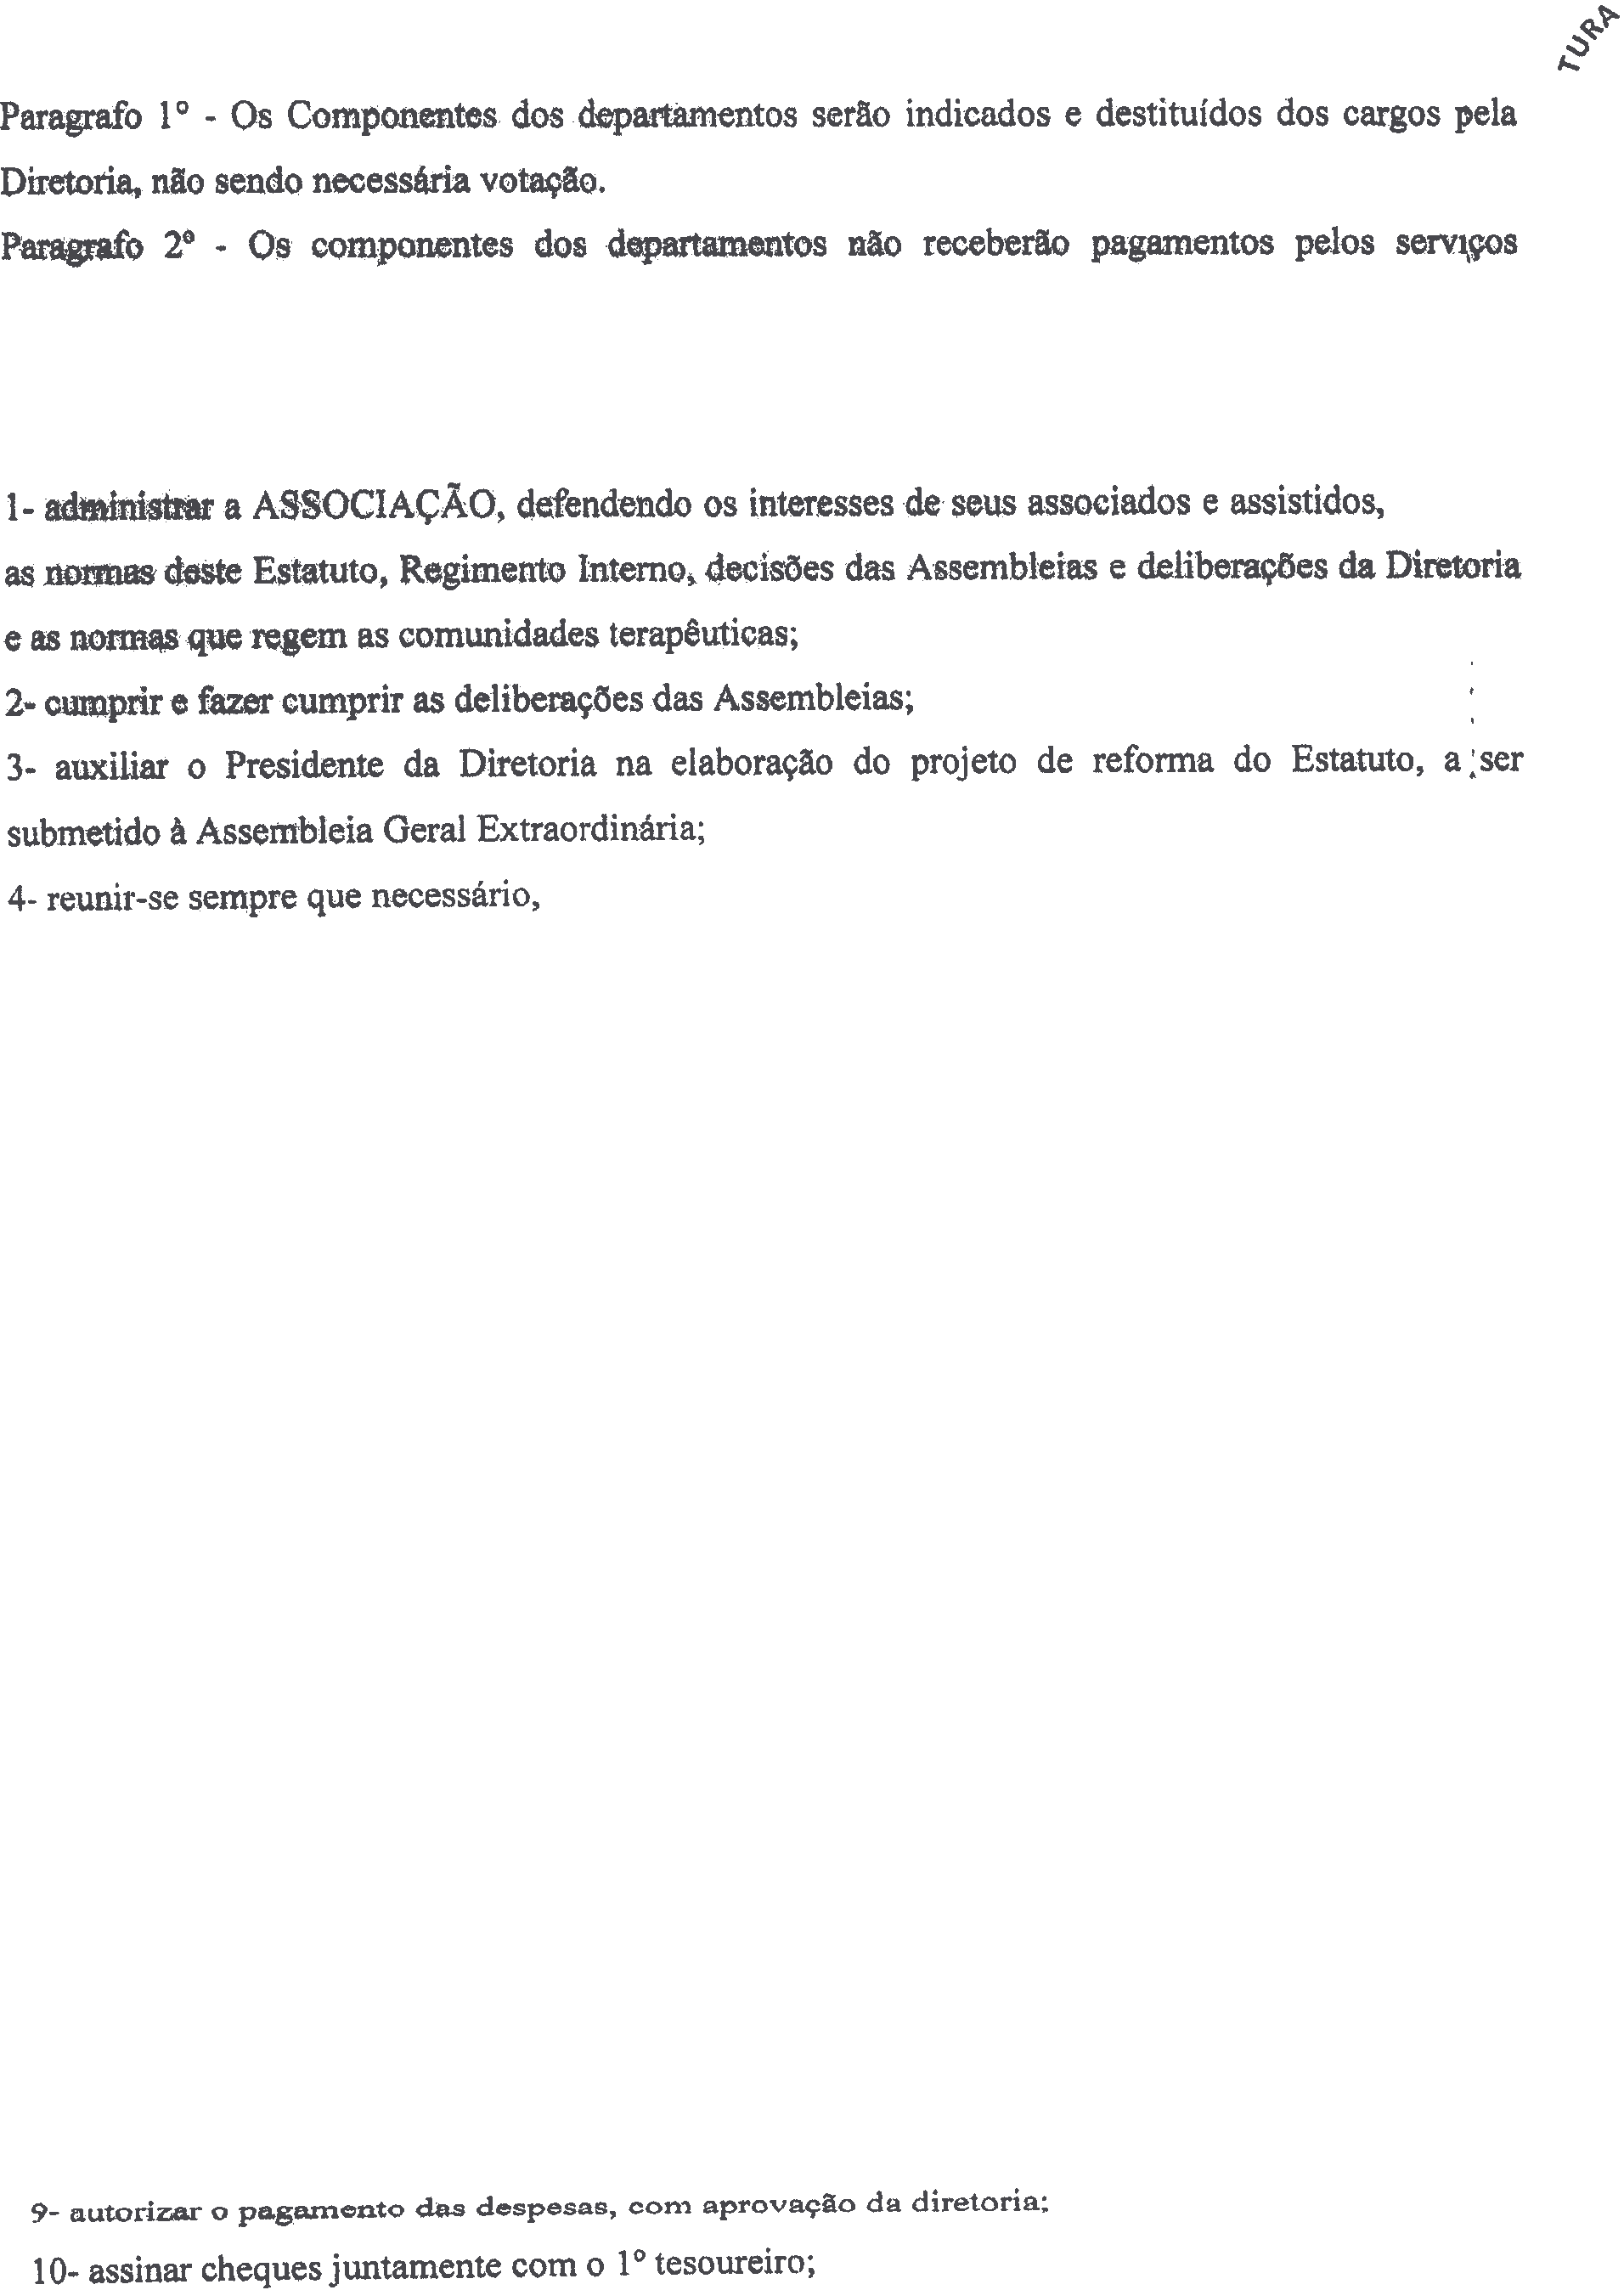 TURA
Paragrafo 1º - Os Componentes dos departamentos serão indicados e destituídos dos cargos pela
Diretoria, não sendo necessária votação.
Paragrafo 2º - Os componentes dos departamentos não receberão pagamentos pelos serviços
1- administrar a ASSOCIAÇÃO, defendendo os interesses de seus associados e assistidos,
as normas deste Estatuto, Regimento Interno, decisões das Assembleias e deliberações da Diretoria
e as normas que regem as comunidades terapêuticas;
2- cumprir e fazer cumprir as deliberações das Assembleias;
3- auxiliar o Presidente da Diretoria na elaboração do projeto de reforma do Estatuto, a ser
submetido à Assembleia Geral Extraordinária;
4- reunir-se sempre que necessário,
9- autorizar o pagamento das despesas, com aprovação da diretoria;
10- assinar cheques juntamente com o 1º tesoureiro;